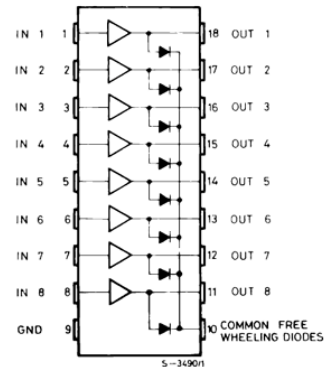 IN 1 1 18 OUT 1
IN 2 2 17 OUT 2
IN 3 3 16 OUT 3
IN 4 4 15 OUT 4
IN 5 5 14 OUT 5
IN 6 6 13 OUT 6
IN 7 7 12 OUT 7
IN 8 8 11 OUT 8
GND 9 10 COMMON FREE
WHEELING DIODES
S-3490/1